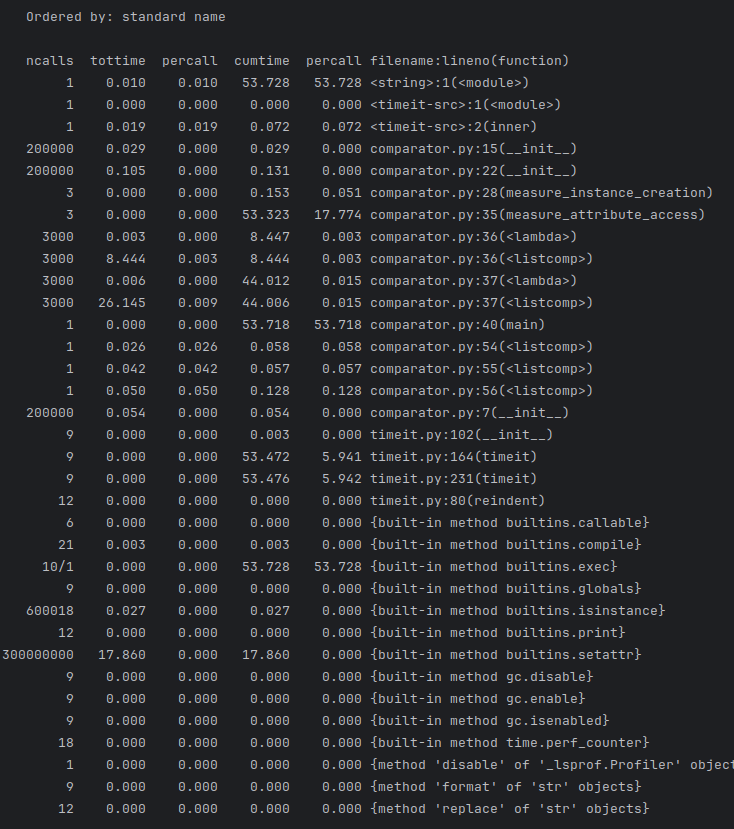 Ordered by: standard name
ncalls  tottime  percall  cumtime  percall filename:lineno(function)
1    0.010    0.010   53.728   53.728 <string>:1(<module>)
1    0.000    0.000    0.000    0.000 <timeit-src>:1(<module>)
1    0.019    0.019    0.072    0.072 <timeit-src>:2(inner)
200000    0.029    0.000    0.029    0.000 comparator.py:15(__init__)
200000    0.105    0.000    0.131    0.000 comparator.py:22(__init__)
3    0.000    0.000    0.153    0.051 comparator.py:28(measure_instance_creation)
3    0.000    0.000   53.323   17.774 comparator.py:35(measure_attribute_access)
3000    0.003    0.000    8.447    0.003 comparator.py:36(<lambda>)
3000    8.444    0.003    8.444    0.003 comparator.py:36(<listcomp>)
3000    0.006    0.000   44.012    0.015 comparator.py:37(<lambda>)
3000   26.145    0.009   44.006    0.015 comparator.py:37(<listcomp>)
1    0.000    0.000   53.718   53.718 comparator.py:40(main)
1    0.026    0.026    0.058    0.058 comparator.py:54(<listcomp>)
1    0.042    0.042    0.057    0.057 comparator.py:55(<listcomp>)
1    0.050    0.050    0.128    0.128 comparator.py:56(<listcomp>)
200000    0.054    0.000    0.054    0.000 comparator.py:7(__init__)
9    0.000    0.000    0.003    0.000 timeit.py:102(__init__)
9    0.000    0.000   53.472    5.941 timeit.py:164(timeit)
9    0.000    0.000   53.476    5.942 timeit.py:231(timeit)
12    0.000    0.000    0.000    0.000 timeit.py:80(reindent)
6    0.000    0.000    0.000    0.000 {built-in method builtins.callable}
21    0.003    0.000    0.003    0.000 {built-in method builtins.compile}
10/1    0.000    0.000   53.728   53.728 {built-in method builtins.exec}
9    0.000    0.000    0.000    0.000 {built-in method builtins.globals}
600018    0.027    0.000    0.027    0.000 {built-in method builtins.isinstance}
12    0.000    0.000    0.000    0.000 {built-in method builtins.print}
300000000   17.860    0.000   17.860    0.000 {built-in method builtins.setattr}
9    0.000    0.000    0.000    0.000 {built-in method gc.disable}
9    0.000    0.000    0.000    0.000 {built-in method gc.enable}
9    0.000    0.000    0.000    0.000 {built-in method gc.isenabled}
18    0.000    0.000    0.000    0.000 {built-in method time.perf_counter}
1    0.000    0.000    0.000    0.000 {method 'disable' of '_lsprof.Profiler' object
9    0.000    0.000    0.000    0.000 {method 'format' of 'str' objects}
12    0.000    0.000    0.000    0.000 {method 'replace' of 'str' objects}